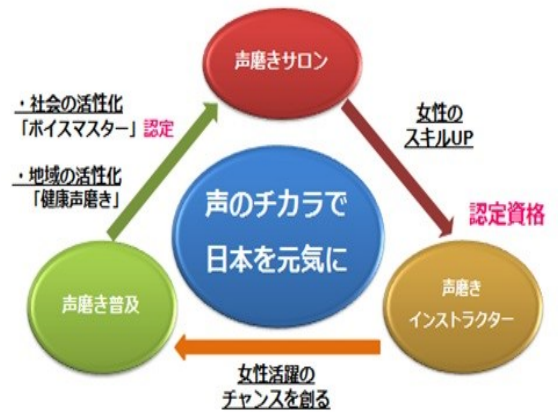 声磨きサロン
・社会の活性化
「ボイスマスター」認定
・地域の活性化
「健康声磨き」
女性の
スキルUP
声のチカラで
日本を元気に
認定資格
声磨き普及
声磨き
インストラクター
女性活躍の
チャンスを創る